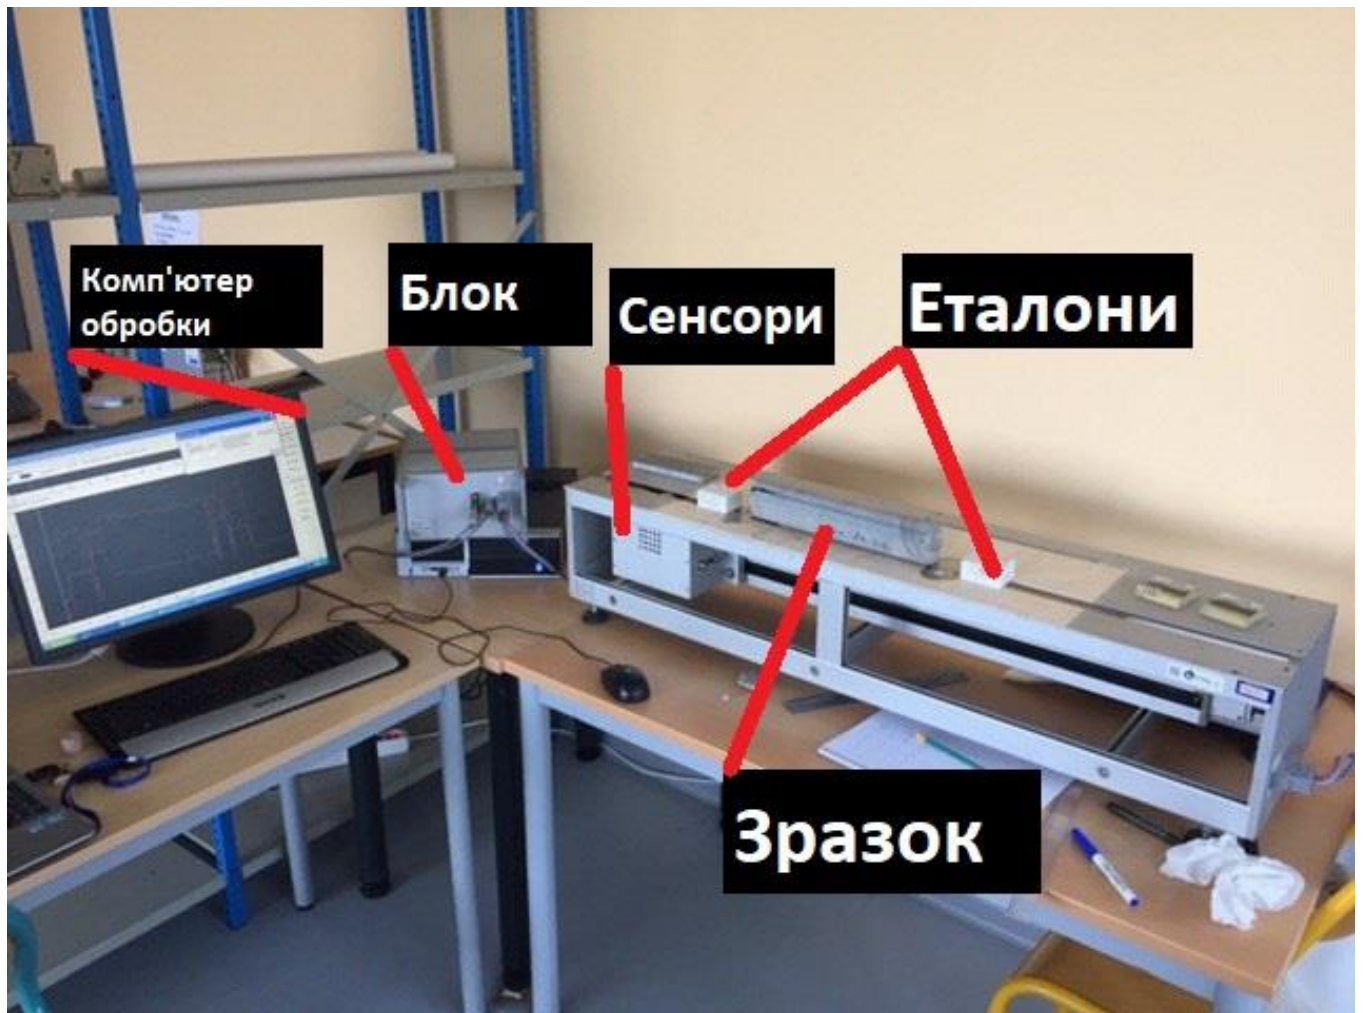 Комп'ютер
обробки
Блок
Сенсори
Еталони
Зразок